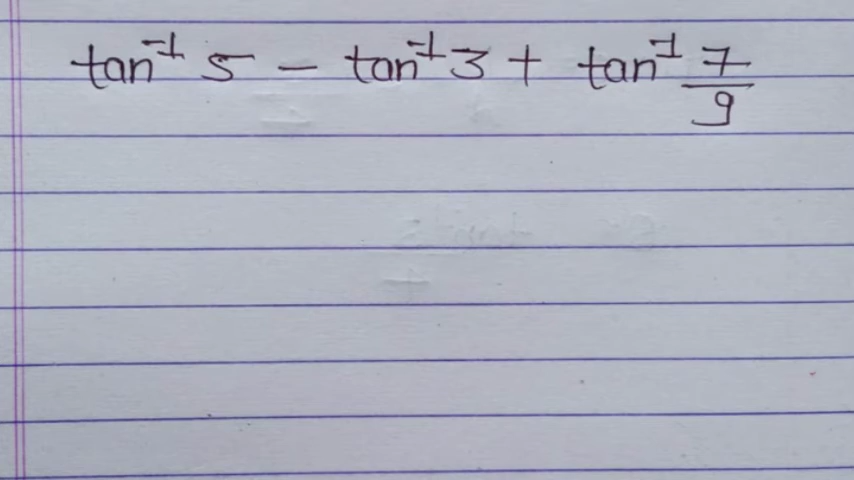 tan⁻¹ 5 − tan⁻¹ 3 + tan⁻¹ 7/9